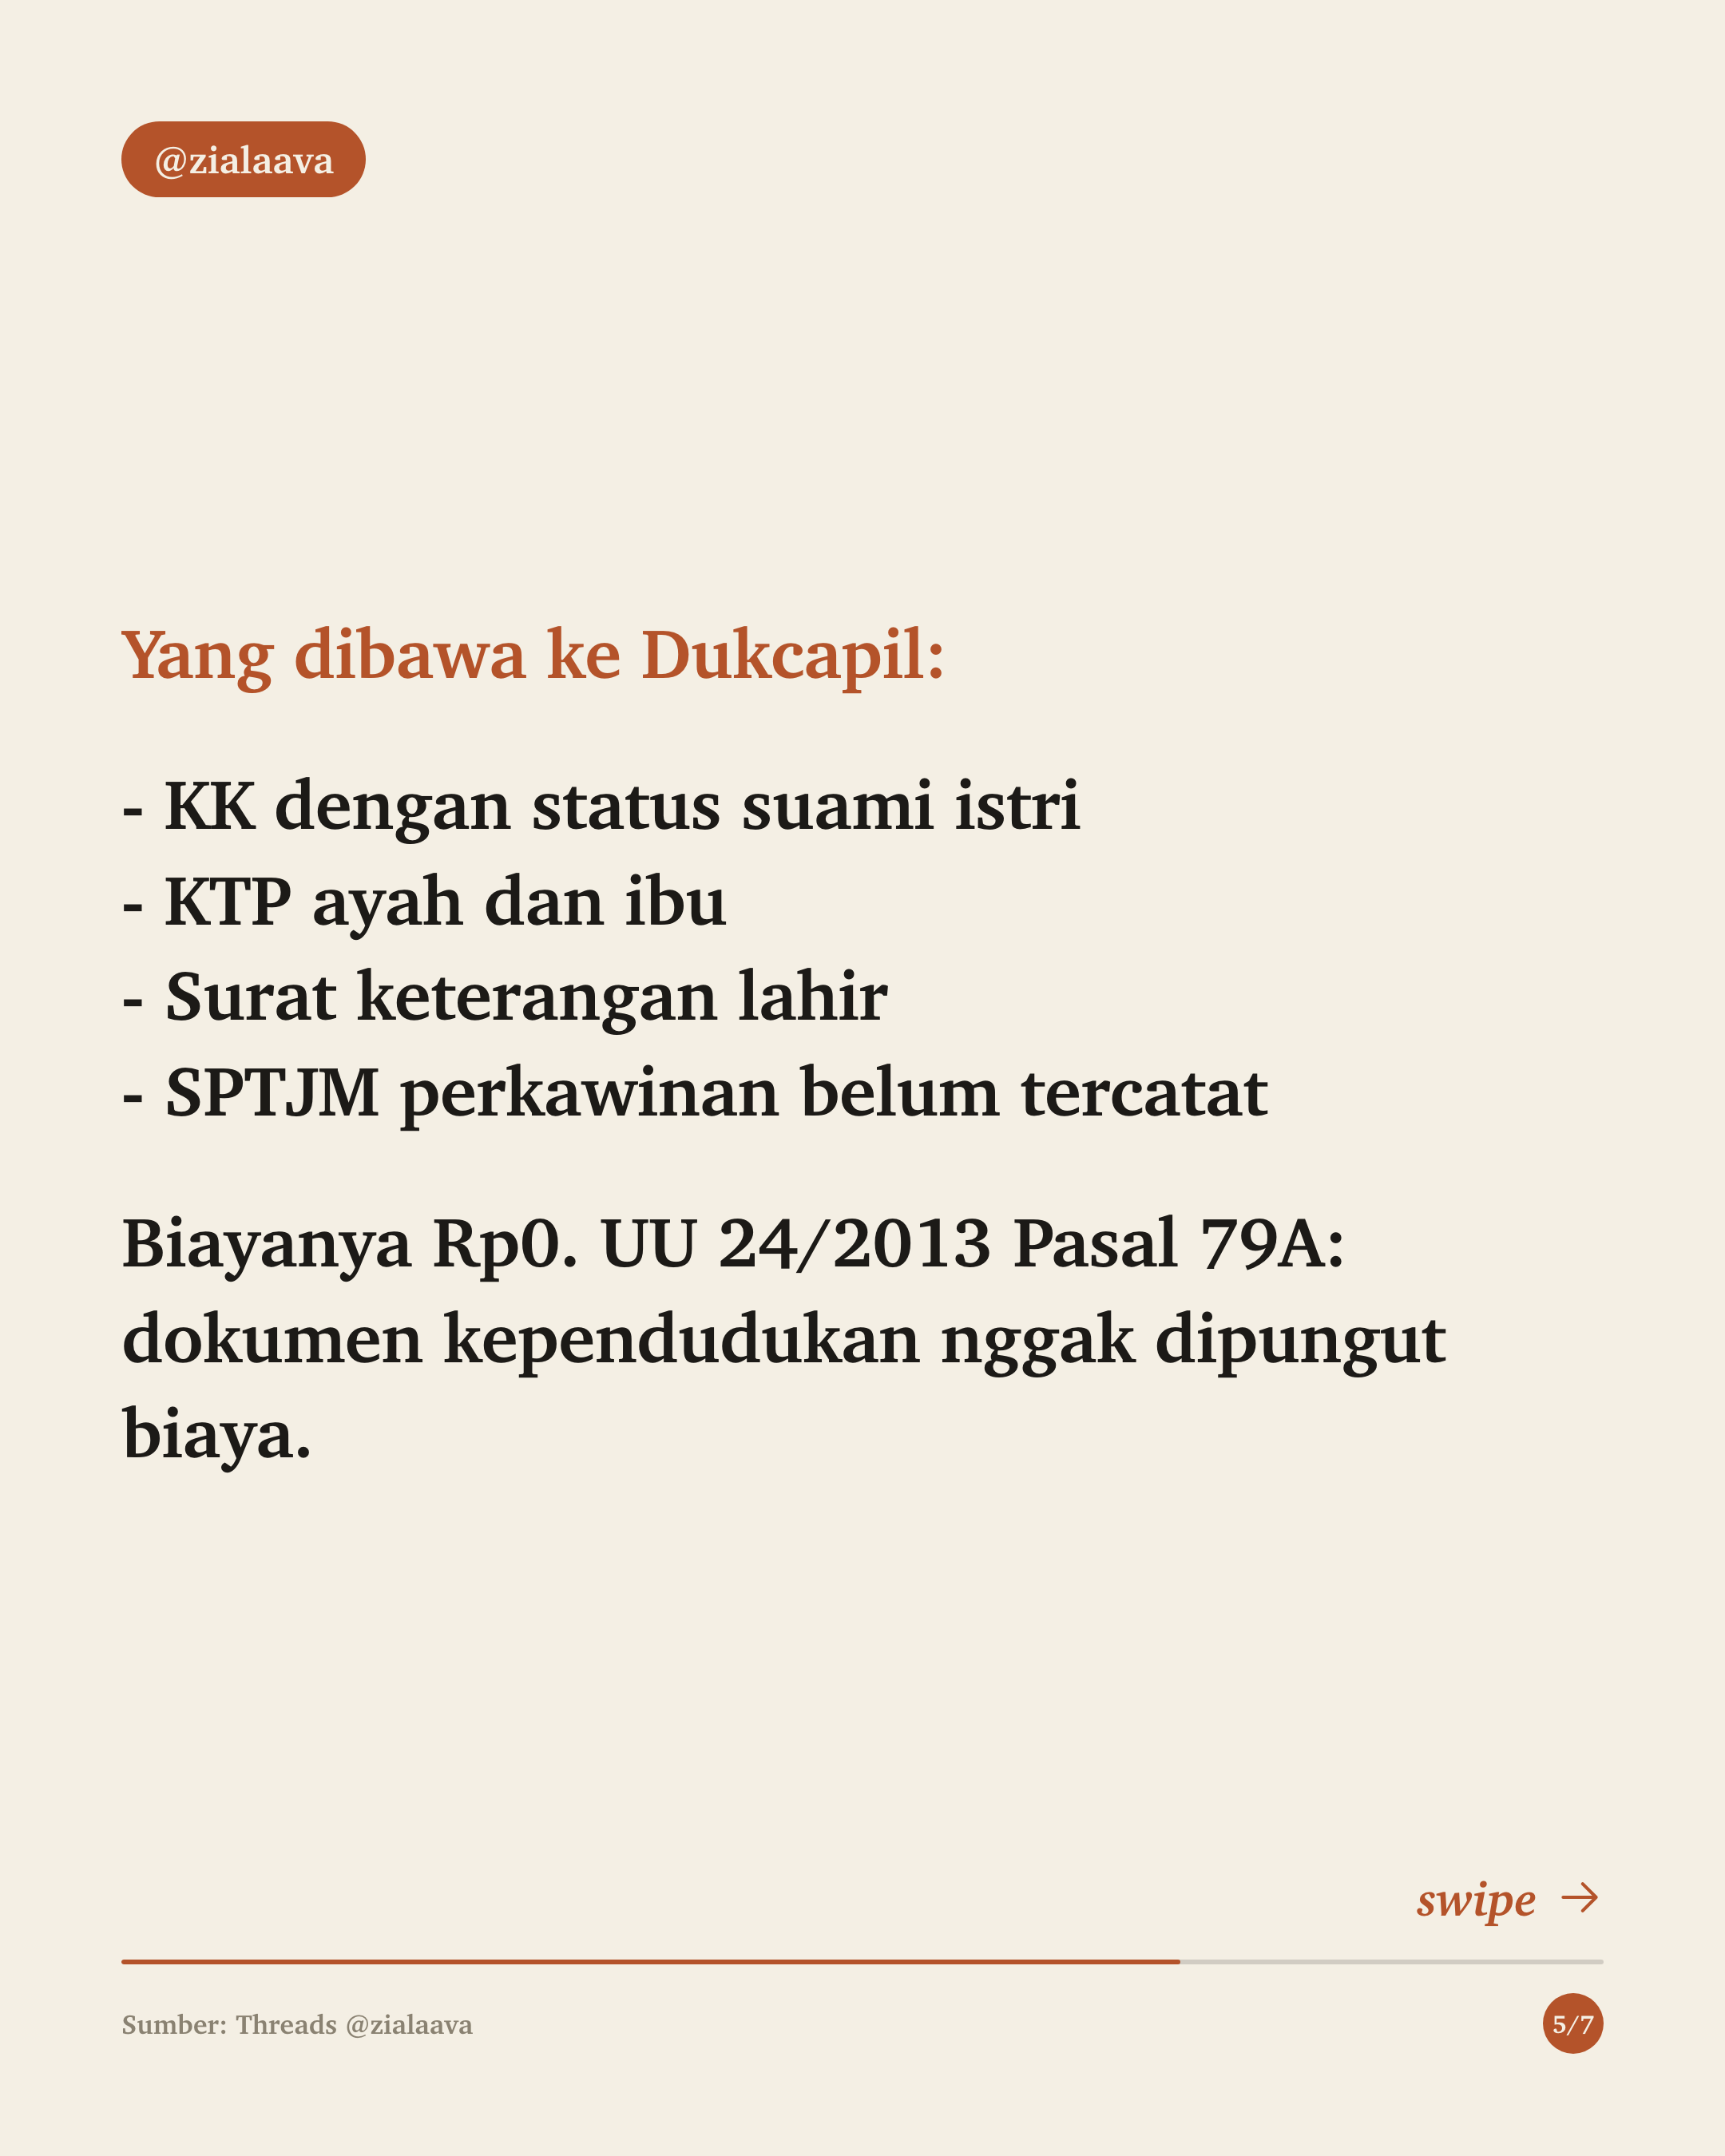 @zialaava
Yang dibawa ke Dukcapil:
- KK dengan status suami istri
- KTP ayah dan ibu
- Surat keterangan lahir
- SPTJM perkawinan belum tercatat
Biayanya Rp0. UU 24/2013 Pasal 79A:
dokumen kependudukan nggak dipungut
biaya.
swipe →
Sumber: Threads @zialaava
5/7